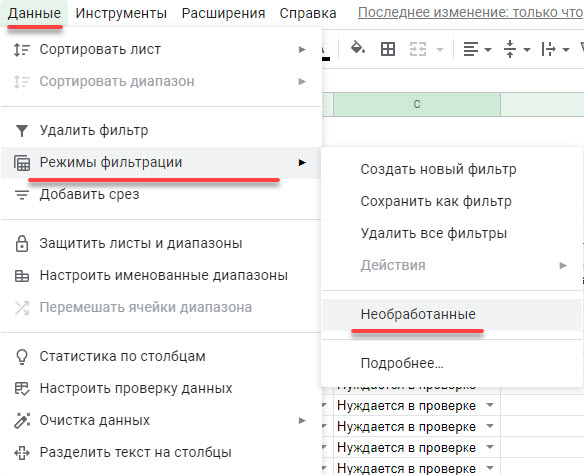 Данные Инструменты Расширения Справка Последнее изменение: только что
Сортировать лист
Сортировать диапазон
C
Удалить фильтр
Режимы фильтрации
Добавить срез
Защитить листы и диапазоны
Настроить именованные диапазоны
Перемешать ячейки диапазона
Статистика по столбцам
Настроить проверку данных
Очистка данных
Разделить текст на столбцы
Создать новый фильтр
Сохранить как фильтр
Удалить все фильтры
Действия
Необработанные
Подробнее...
Нуждается в проверке
Нуждается в проверке
Нуждается в проверке
Нуждается в проверке